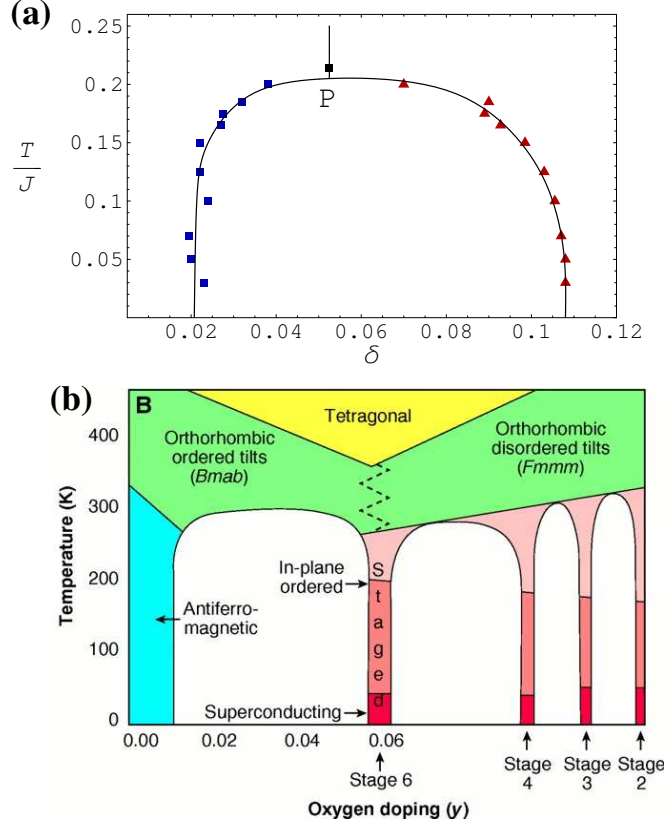 (a)
0.25
0.20
P
0.15
T
J
0.10
0.05
0.02 0.04 0.06 0.08 0.1 0.12
δ
(b)
B
Tetragonal
400
Orthorhombic
ordered tilts
(Bmab)
Orthorhombic
disordered tilts
(Fmmm)
300
Temperature (K)
In-plane
ordered
Staged
200
Antiferro-
magnetic
100
Superconducting
0
0.00 0.02 0.04 0.06
Stage 6
Stage
4
Stage
3
Stage
2
Oxygen doping (y)